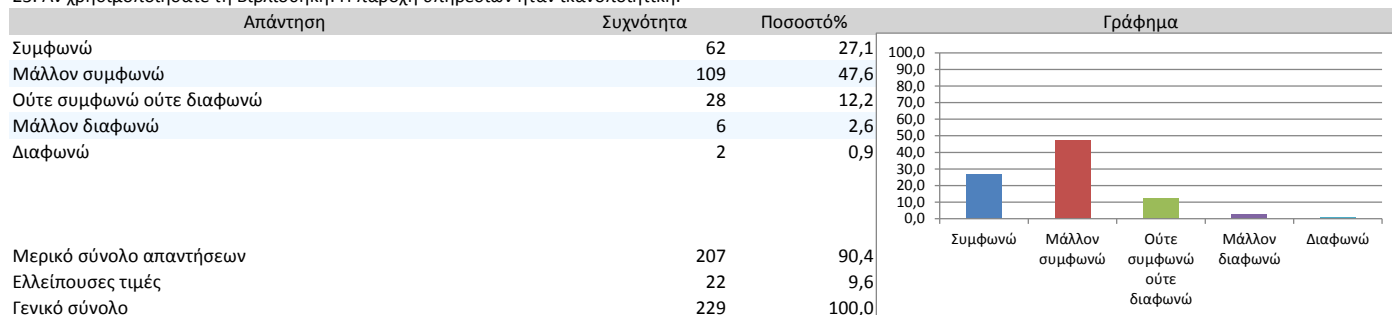 Απάντηση Συχνότητα Ποσοστό% Γράφημα
Συμφωνώ 62 27,1
Μάλλον συμφωνώ 109 47,6
Ούτε συμφωνώ ούτε διαφωνώ 28 12,2
Μάλλον διαφωνώ 6 2,6
Διαφωνώ 2 0,9
Μερικό σύνολο απαντήσεων 207 90,4
Ελλείπουσες τιμές 22 9,6
Γενικό σύνολο 229 100,0
100,0
90,0
80,0
70,0
60,0
50,0
40,0
30,0
20,0
10,0
0,0
Συμφωνώ Μάλλον συμφωνώ Ούτε συμφωνώ ούτε διαφωνώ Μάλλον διαφωνώ Διαφωνώ